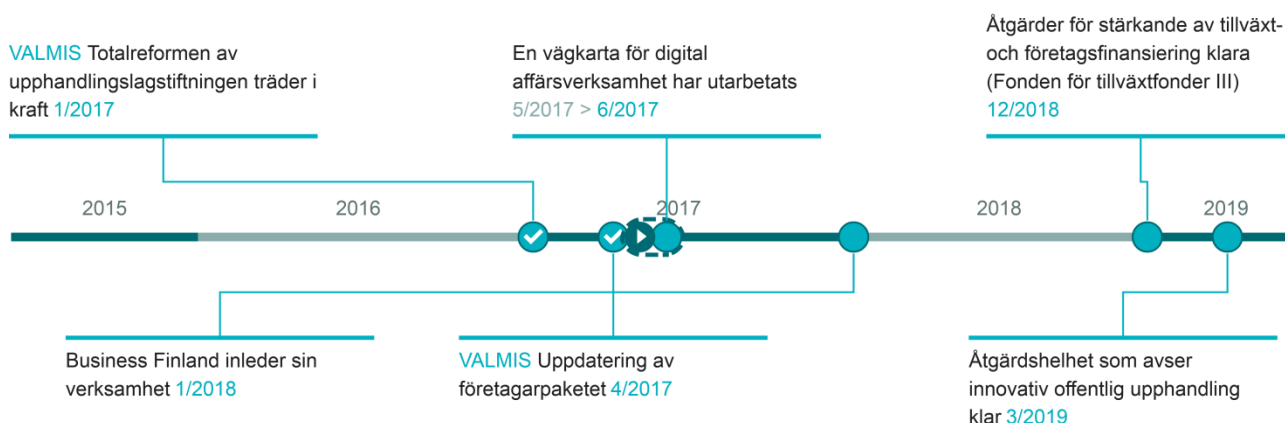 VALMIS Totalreformen av
upphandlingslagstiftningen träder i
kraft 1/2017
En vägkarta för digital
affärsverksamhet har utarbetats
5/2017 > 6/2017
Åtgärder för stärkande av tillväxt-
och företagsfinansiering klara
(Fonden för tillväxtfonder III)
12/2018
2015
2016
2017
2018
2019
Business Finland inleder sin
verksamhet 1/2018
VALMIS Uppdatering av
företagarpaketet 4/2017
Åtgärdshelhet som avser
innovativ offentlig upphandling
klar 3/2019